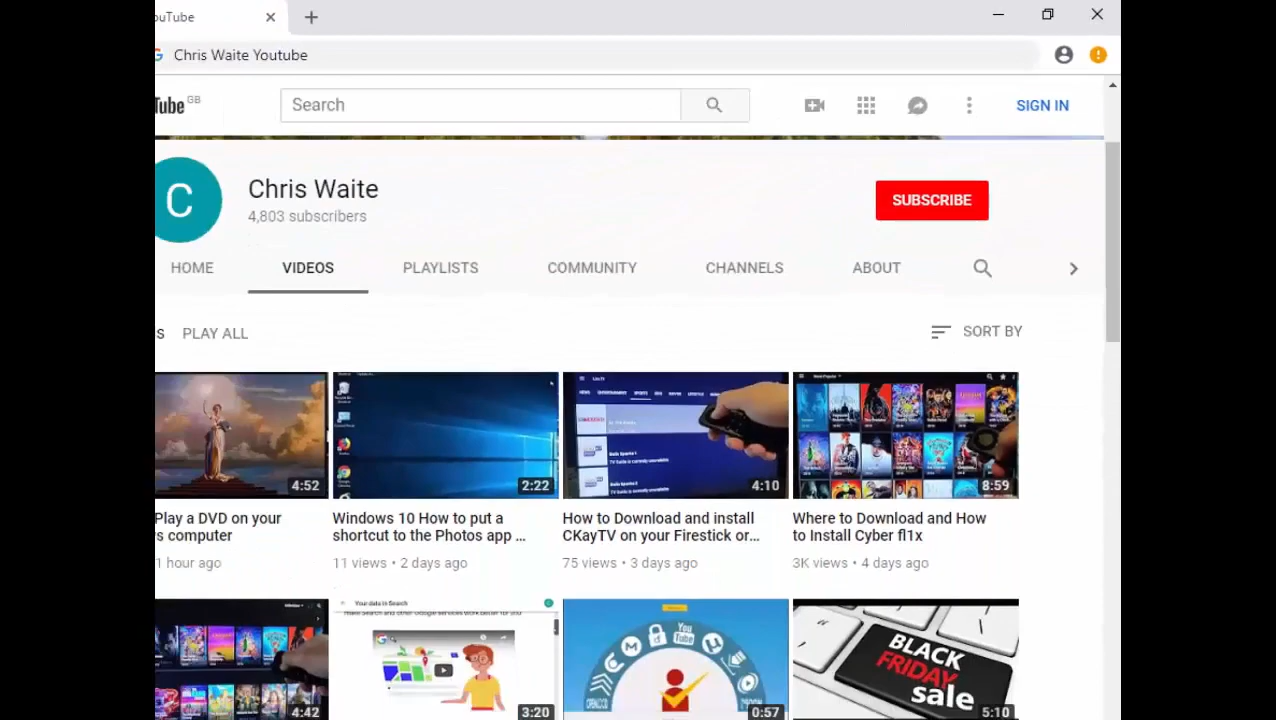 ouTube
Chris Waite Youtube
Tube GB
Search
SIGN IN
Chris Waite
4,803 subscribers
SUBSCRIBE
HOME VIDEOS PLAYLISTS COMMUNITY CHANNELS ABOUT
s PLAY ALL
SORT BY
4:52
2:22
4:10
8:59
Play a DVD on your
s computer
1 hour ago
Windows 10 How to put a
shortcut to the Photos app ...
11 views • 2 days ago
How to Download and install
CKayTV on your Firestick or...
75 views • 3 days ago
Where to Download and How
to Install Cyber fl1x
3K views • 4 days ago
4:42
Your data in Search
3:20
You
Tube
0:57
BLACK
FRIDAY
sale
5:10